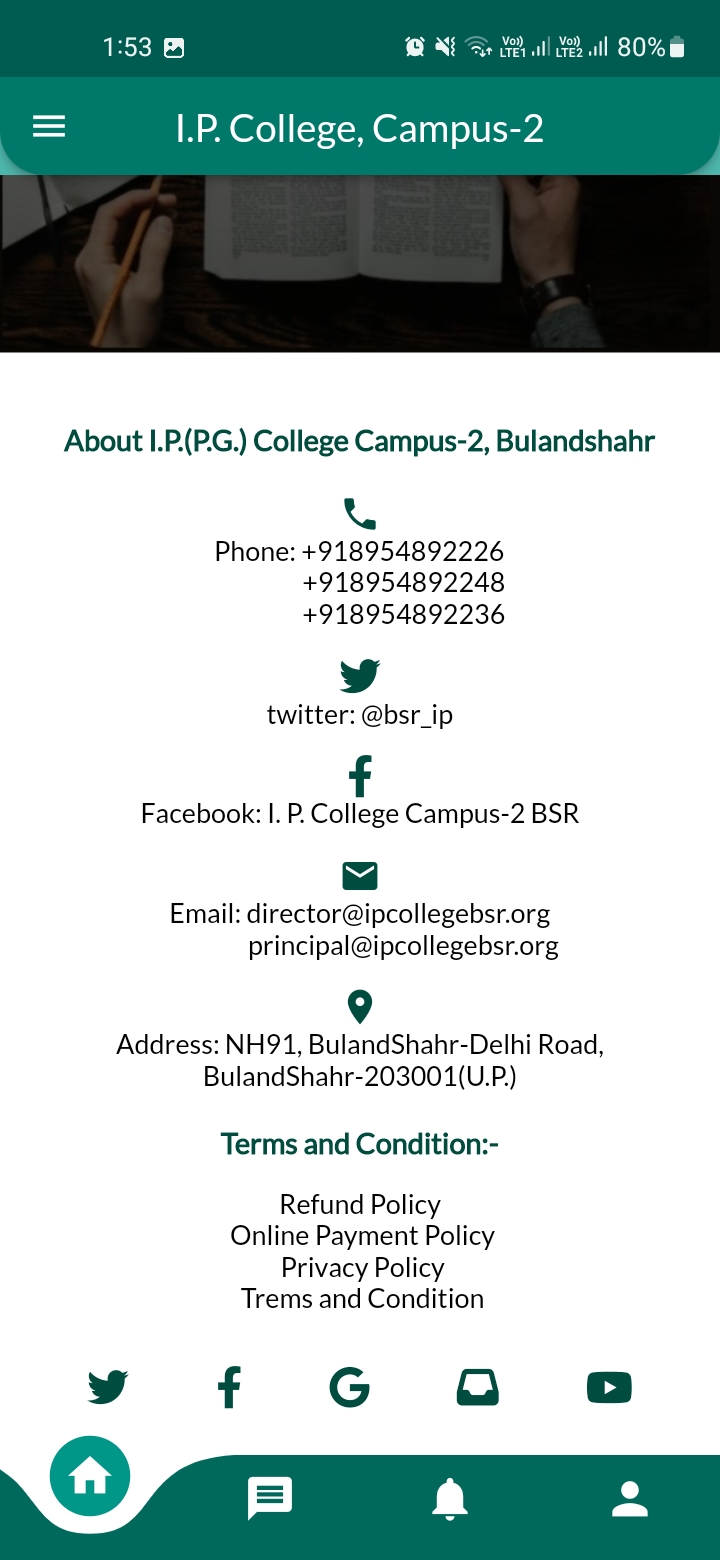 1:53
Vo)) LTE1 Vo)) LTE2 80%
I.P. College, Campus-2
About I.P.(P.G.) College Campus-2, Bulandshahr
Phone: +918954892226
+918954892248
+918954892236
twitter: @bsr_ip
Facebook: I. P. College Campus-2 BSR
Email: director@ipcollegebsr.org
principal@ipcollegebsr.org
Address: NH91, BulandShahr-Delhi Road,
BulandShahr-203001(U.P.)
Terms and Condition:-
Refund Policy
Online Payment Policy
Privacy Policy
Trems and Condition